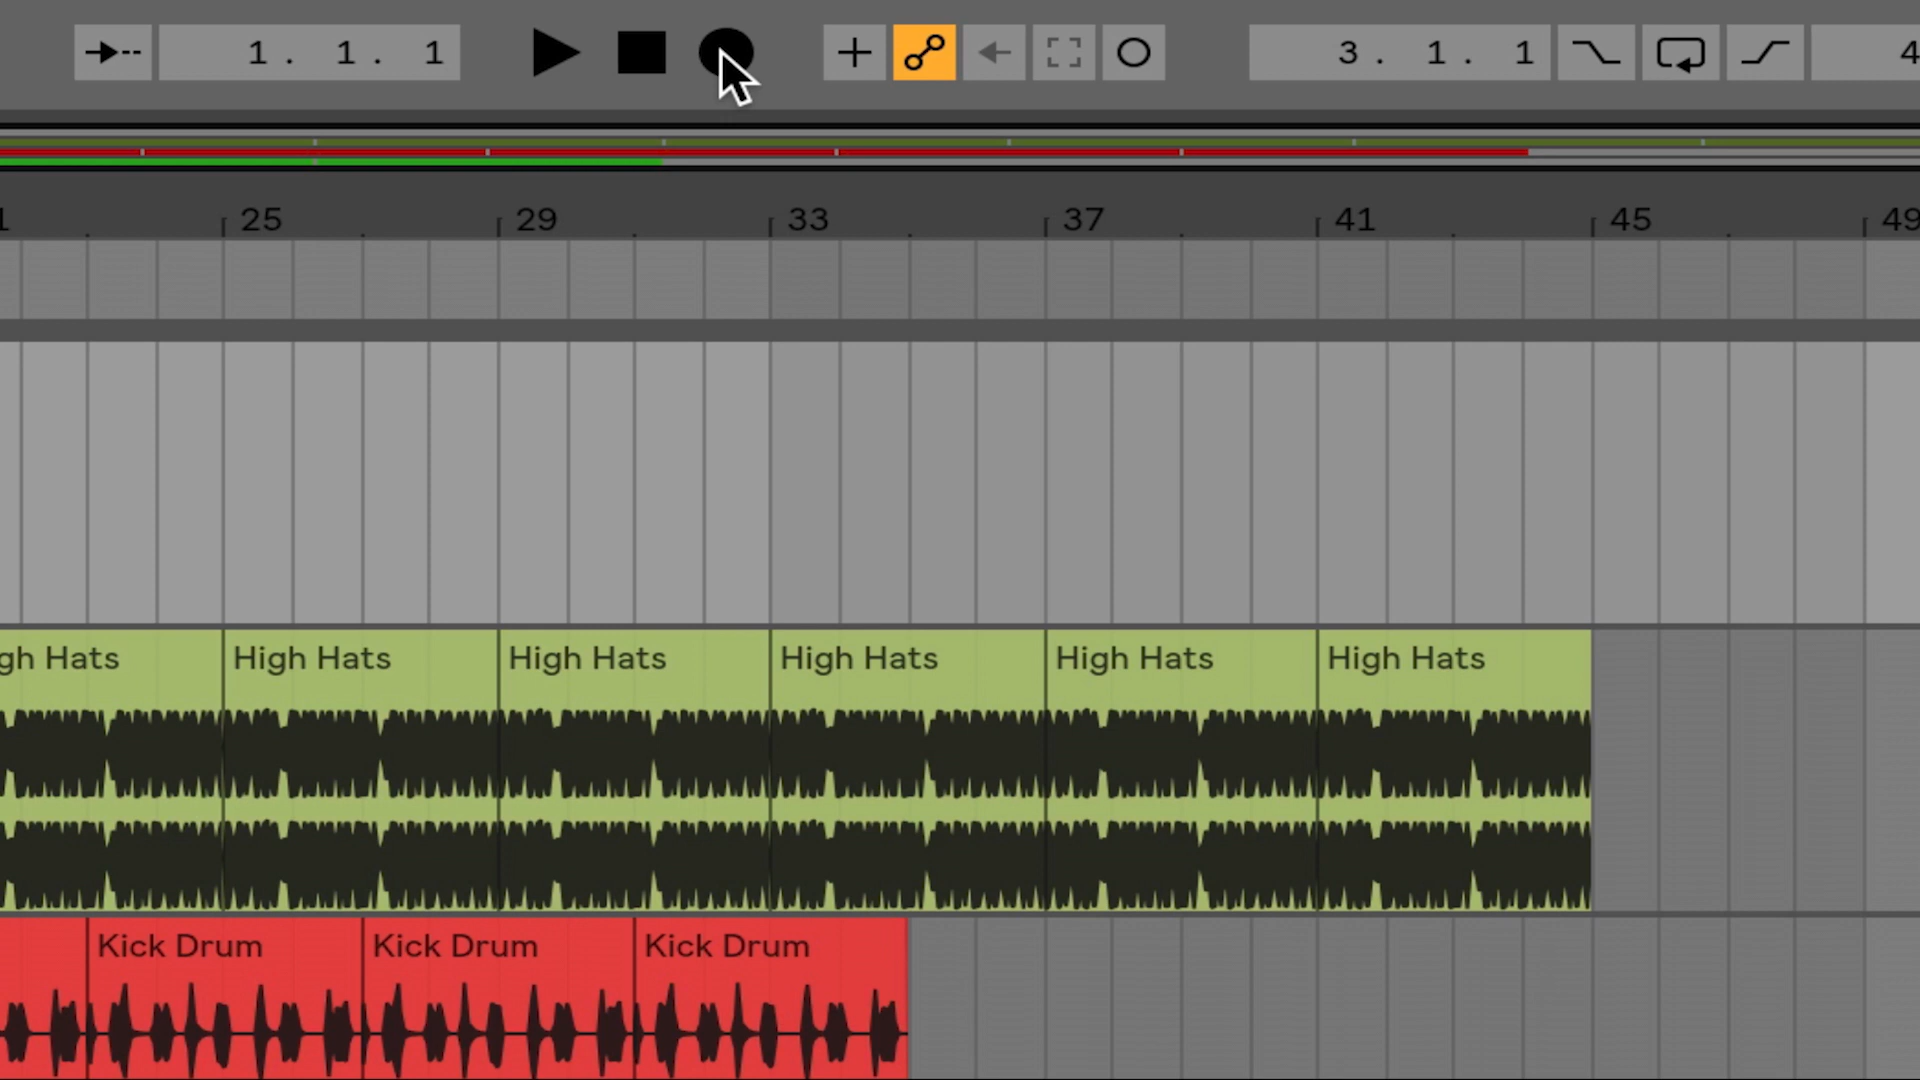 1. 1. 1
3. 1. 1
4
1
25
29
33
37
41
45
49
gh Hats
High Hats
High Hats
High Hats
High Hats
High Hats
Kick Drum
Kick Drum
Kick Drum